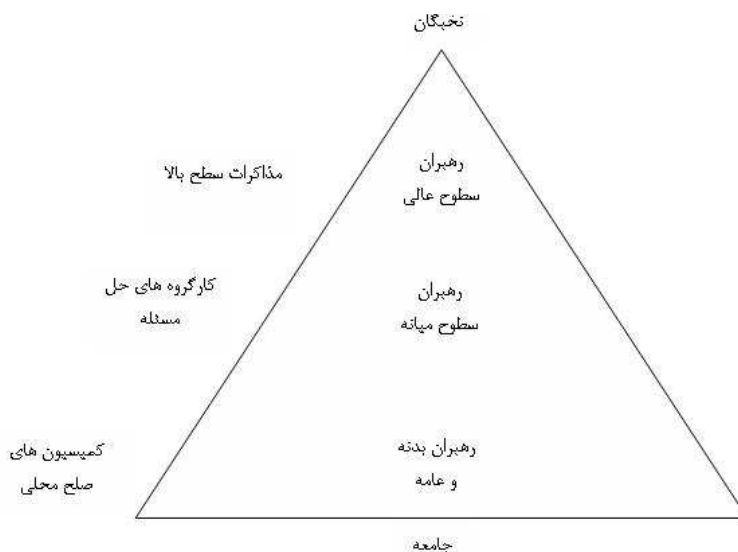 نخبگان
رهبران
سطوح عالی
مذاکرات سطح بالا
رهبران
سطوح میانه
کارگروه های حل
مسئله
رهبران بدنه
و عامه
کمیسیون های
صلح محلی
جامعه